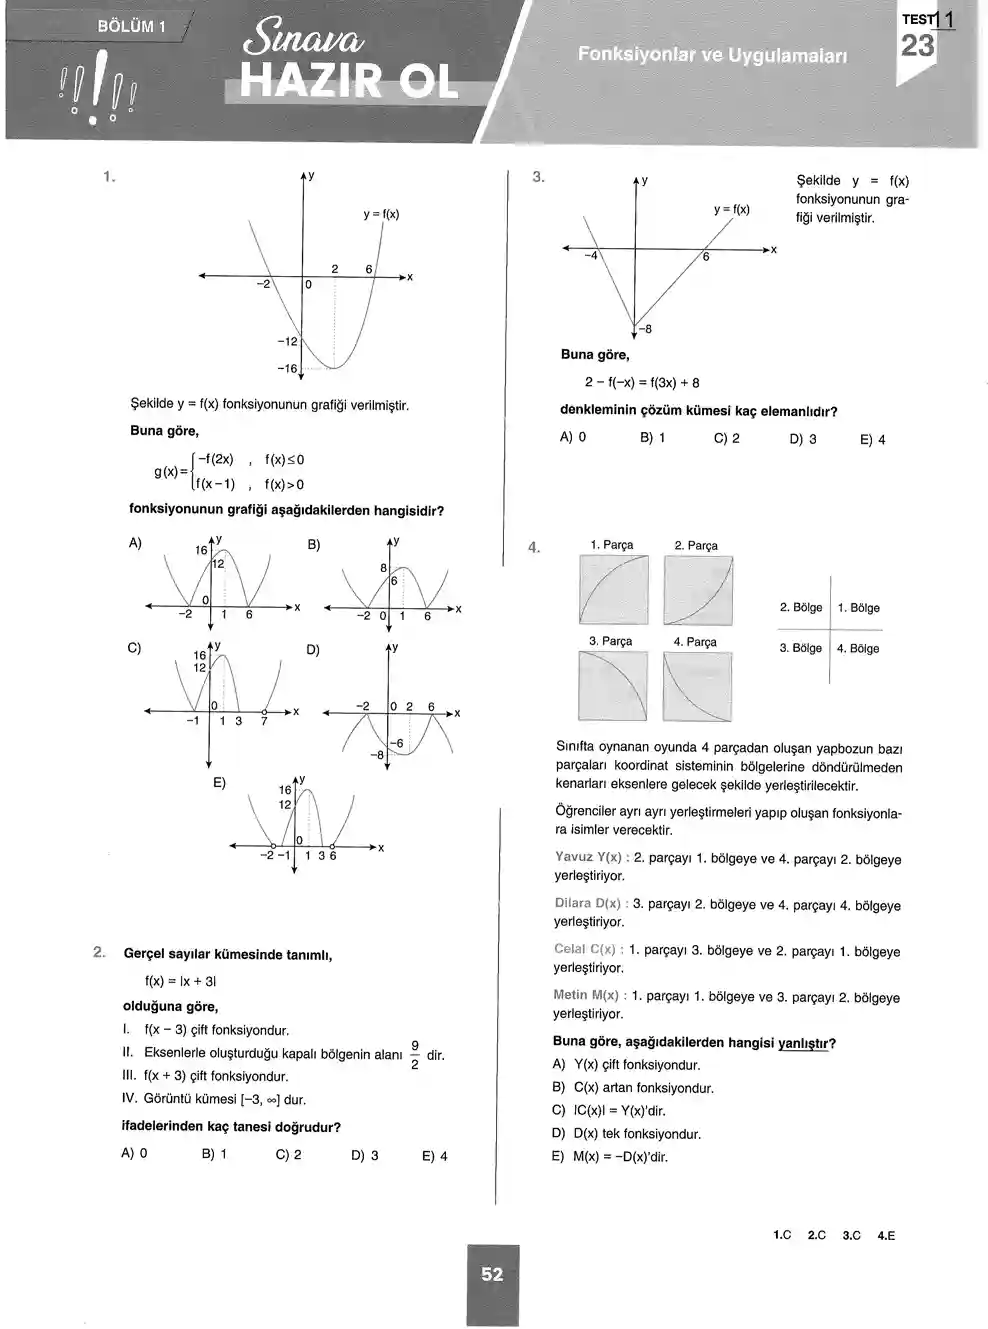 BÖLÜM 1
Sınava
HAZIR OL
Fonksiyonlar ve Uygulamaları
TEST 11
23
1.
y
y = f(x)
2
6
x
-2
0
-12
-16
Şekilde y = f(x) fonksiyonunun grafiği verilmiştir.
Buna göre,
g(x)={ -f(2x) , f(x)≤0
f(x-1) , f(x)>0
fonksiyonunun grafiği aşağıdakilerden hangisidir?
A)
y
16
12
0
-2 1 6 x
B)
y
8
6
-2 0 1 6 x
C)
y
16
12
0
-1 1 3 7 x
D)
y
-2 0 2 6 x
-6
-8
E)
y
16
12
0
-2 -1 1 3 6 x
2. Gerçel sayılar kümesinde tanımlı,
f(x) = |x + 3|
olduğuna göre,
I. f(x - 3) çift fonksiyondur.
II. Eksenlerle oluşturduğu kapalı bölgenin alanı 9/2 dir.
III. f(x + 3) çift fonksiyondur.
IV. Görüntü kümesi [-3, ∞] dur.
ifadelerinden kaç tanesi doğrudur?
A) 0 B) 1 C) 2 D) 3 E) 4
3.
y
y = f(x)
-4
6
x
-8
Şekilde y = f(x)
fonksiyonunun gra-
fiği verilmiştir.
Buna göre,
2 - f(-x) = f(3x) + 8
denkleminin çözüm kümesi kaç elemanlıdır?
A) 0 B) 1 C) 2 D) 3 E) 4
4.
1. Parça 2. Parça
3. Parça 4. Parça
2. Bölge 1. Bölge
3. Bölge 4. Bölge
Sınıfta oynanan oyunda 4 parçadan oluşan yapbozun bazı
parçaları koordinat sisteminin bölgelerine döndürülmeden
kenarları eksenlere gelecek şekilde yerleştirilecektir.
Öğrenciler ayrı ayrı yerleştirmeleri yapıp oluşan fonksiyonla-
ra isimler verecektir.
Yavuz Y(x) : 2. parçayı 1. bölgeye ve 4. parçayı 2. bölgeye
yerleştiriyor.
Dilara D(x) : 3. parçayı 2. bölgeye ve 4. parçayı 4. bölgeye
yerleştiriyor.
Celal C(x) : 1. parçayı 3. bölgeye ve 2. parçayı 1. bölgeye
yerleştiriyor.
Metin M(x) : 1. parçayı 1. bölgeye ve 3. parçayı 2. bölgeye
yerleştiriyor.
Buna göre, aşağıdakilerden hangisi yanlıştır?
A) Y(x) çift fonksiyondur.
B) C(x) artan fonksiyondur.
C) |C(x)| = Y(x)'dir.
D) D(x) tek fonksiyondur.
E) M(x) = -D(x)'dir.
1.C 2.C 3.C 4.E
52